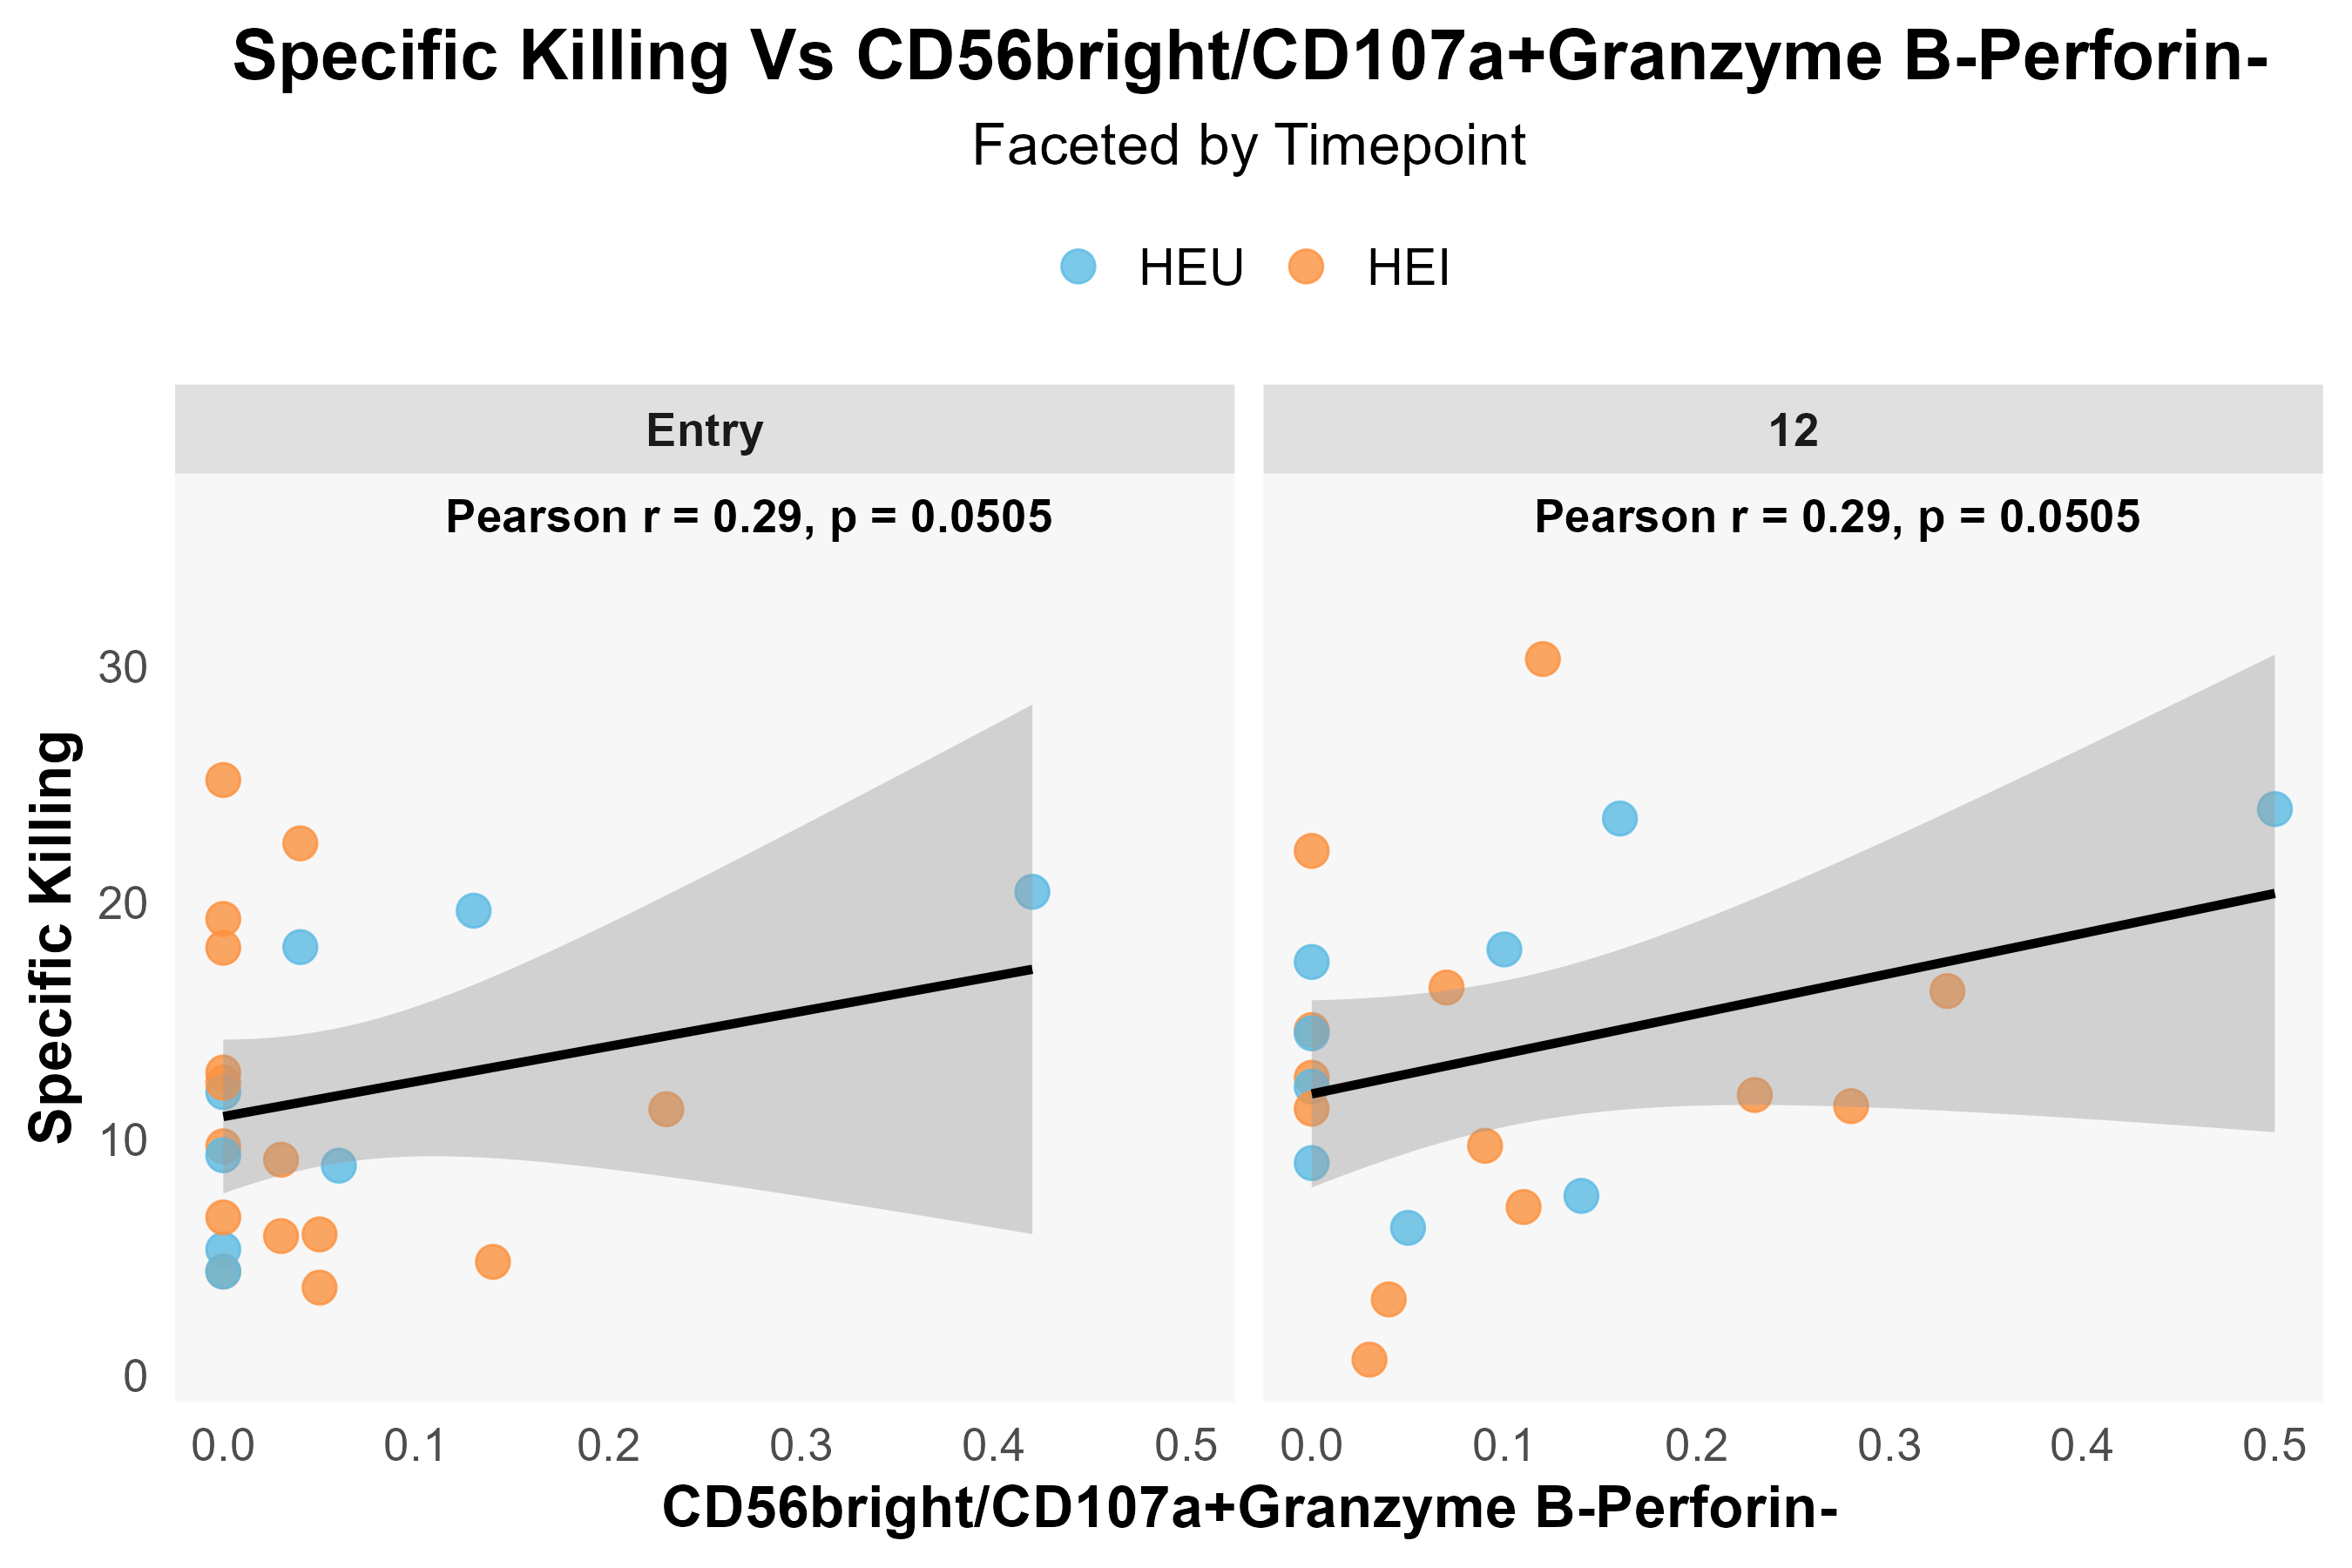 Specific Killing Vs CD56bright/CD107a+Granzyme B-Perforin-
Faceted by Timepoint
HEU HEI
Entry 12
Pearson r = 0.29, p = 0.0505
Pearson r = 0.29, p = 0.0505
Specific Killing
30
20
10
0
0.0 0.1 0.2 0.3 0.4 0.5
0.0 0.1 0.2 0.3 0.4 0.5
CD56bright/CD107a+Granzyme B-Perforin-